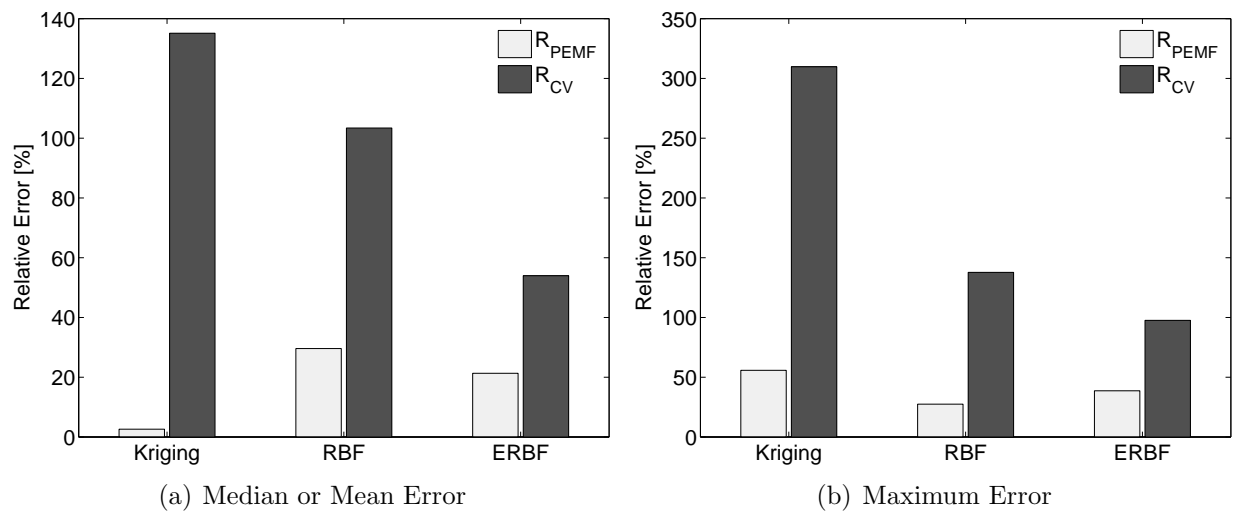 140
120
100
80
60
40
20
0
Relative Error [%]
R_PEMF
R_CV
Kriging RBF ERBF
(a) Median or Mean Error
350
300
250
200
150
100
50
0
Relative Error [%]
R_PEMF
R_CV
Kriging RBF ERBF
(b) Maximum Error